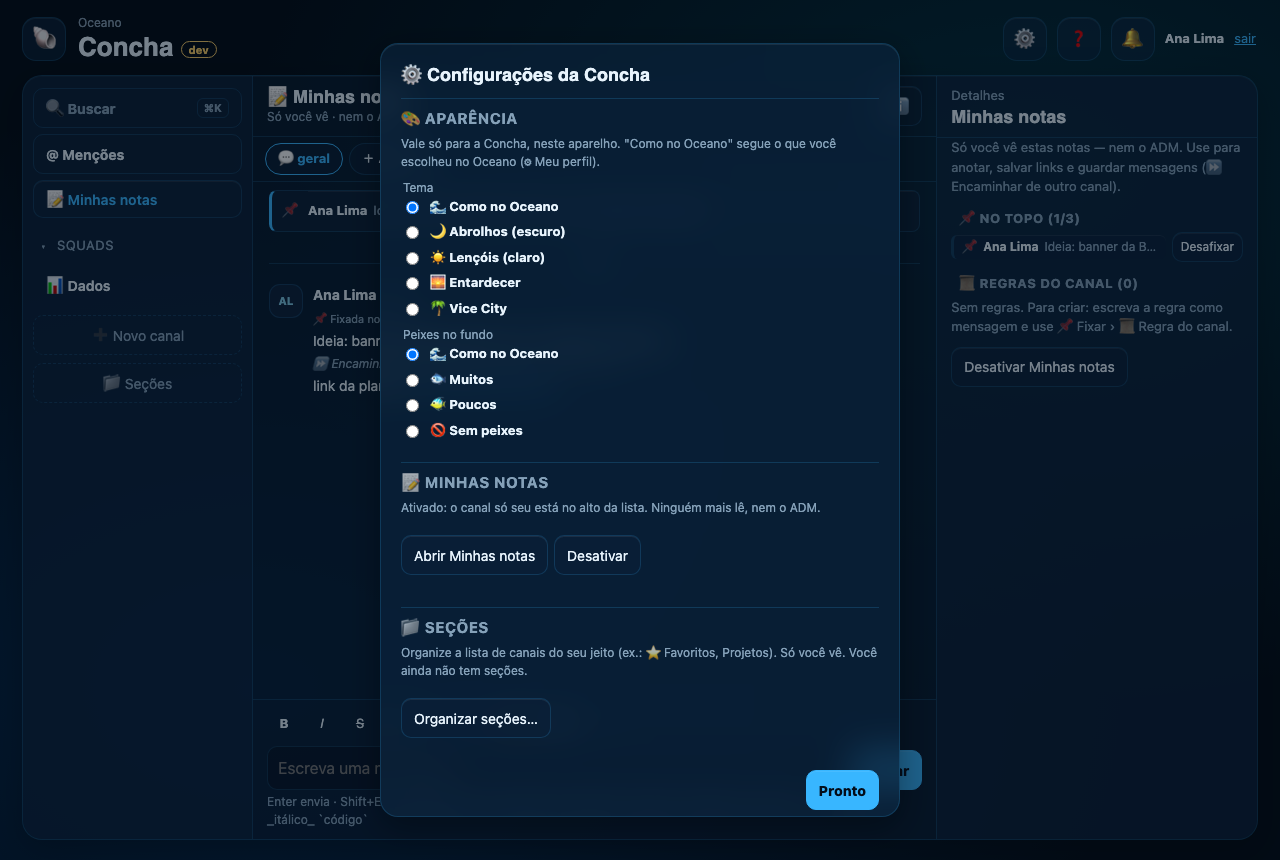 Oceano
Concha dev
Ana Lima sair
Buscar ⌘K
@ Menções
Minhas notas
SQUADS
Dados
+ Novo canal
Seções
Minhas no
Só você vê · nem o A
geral +
Ana Lima
AL
Ana Lima
Fixada no
Ideia: bann
Encamin
link da plan
B I S
Escreva uma n
Enter envia · Shift+E
_itálico_ `código`
Configurações da Concha
APARÊNCIA
Vale só para a Concha, neste aparelho. "Como no Oceano" segue o que você
escolheu no Oceano (⚙ Meu perfil).
Tema
Como no Oceano
Abrolhos (escuro)
Lençóis (claro)
Entardecer
Vice City
Peixes no fundo
Como no Oceano
Muitos
Poucos
Sem peixes
MINHAS NOTAS
Ativado: o canal só seu está no alto da lista. Ninguém mais lê, nem o ADM.
Abrir Minhas notas Desativar
SEÇÕES
Organize a lista de canais do seu jeito (ex.: ⭐ Favoritos, Projetos). Só você vê. Você
ainda não tem seções.
Organizar seções...
Pronto
Detalhes
Minhas notas
Só você vê estas notas — nem o ADM. Use para
anotar, salvar links e guardar mensagens (⏩
Encaminhar de outro canal).
NO TOPO (1/3)
Ana Lima Ideia: banner da B... Desafixar
REGRAS DO CANAL (0)
Sem regras. Para criar: escreva a regra como
mensagem e use 📌 Fixar › Regra do canal.
Desativar Minhas notas